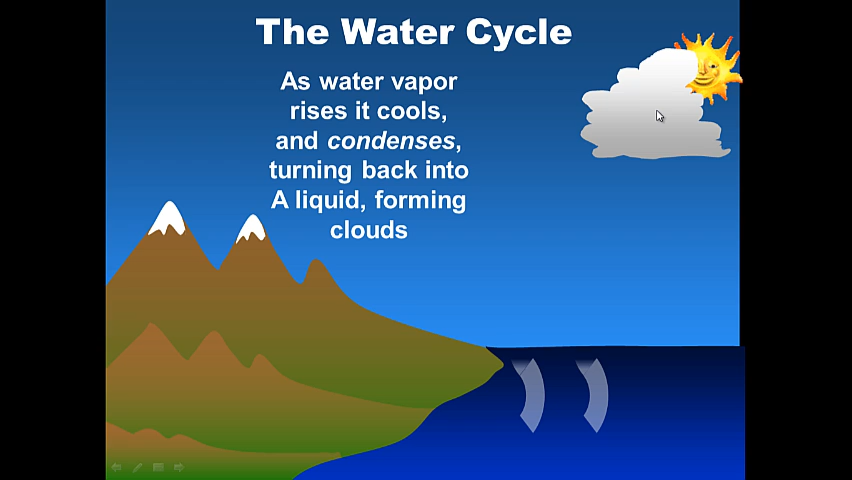 The Water Cycle
As water vapor
rises it cools,
and condenses,
turning back into
A liquid, forming
clouds